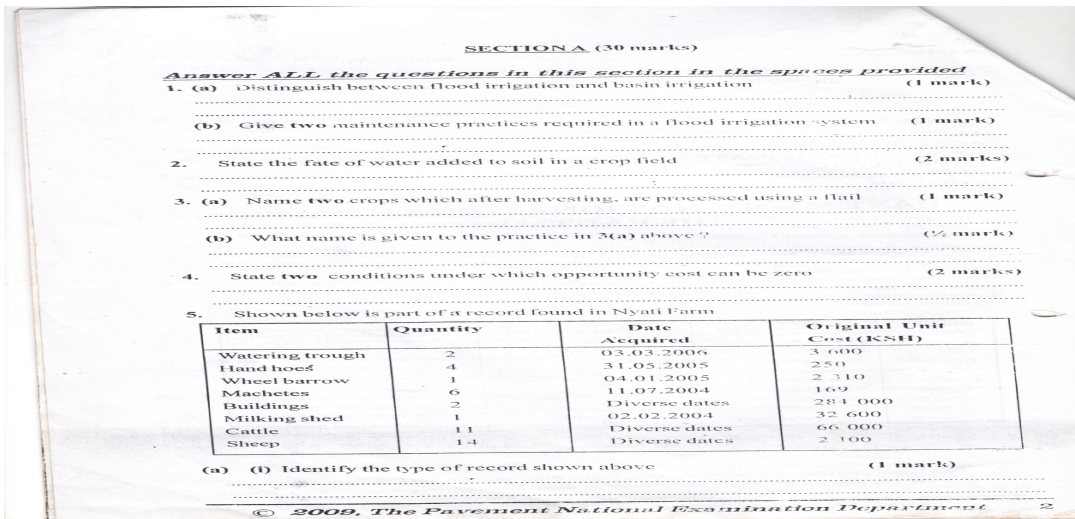 SECTION A (30 marks)
Answer ALL the questions in this section in the spaces provided
1. (a) Distinguish between flood irrigation and basin irrigation (1 mark)
(b) Give two maintenance practices required in a flood irrigation system (1 mark)
2. State the fate of water added to soil in a crop field (2 marks)
3. (a) Name two crops which after harvesting, are processed using a flail (1 mark)
(b) What name is given to the practice in 3(a) above? (½ mark)
4. State two conditions under which opportunity cost can be zero (2 marks)
5. Shown below is part of a record found in Nyati Farm
Item Quantity Date Acquired Original Unit Cost (KSH)
Watering trough 2 03.03.2006 3 600
Hand hoes 4 31.05.2005 250
Wheel barrow 1 04.01.2005 2 310
Machetes 6 11.07.2004 169
Buildings 2 Diverse dates 284 000
Milking shed 1 02.02.2004 32 600
Cattle 11 Diverse dates 66 000
Sheep 14 Diverse dates 2 100
(a) (i) Identify the type of record shown above (1 mark)
© 2009, The Pavement National Examination Department 2